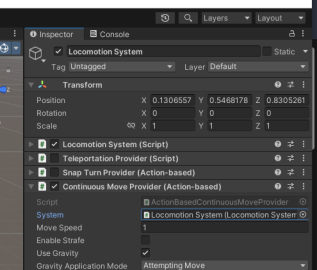 Layers Layout
Inspector Console
Locomotion System Static
Tag Untagged Layer Default
Transform
Position X 0.1306557 Y 0.5468178 Z 0.8305261
Rotation X 0 Y 0 Z 0
Scale X 1 Y 1 Z 1
Locomotion System (Script)
Teleportation Provider (Script)
Snap Turn Provider (Action-based)
Continuous Move Provider (Action-based)
Script ActionBasedContinuousMoveProvider
System Locomotion System (Locomotion System
Move Speed 1
Enable Strafe
Use Gravity
Gravity Application Mode Attempting Move